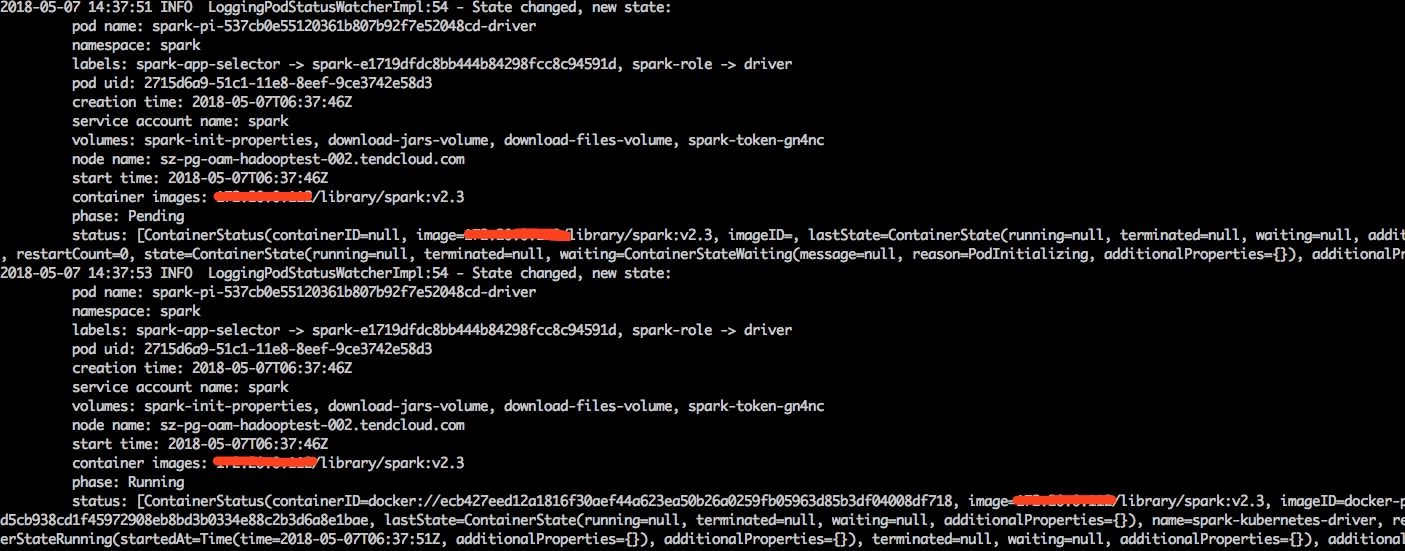 2018-05-07 14:37:51 INFO  LoggingPodStatusWatcherImpl:54 - State changed, new state:
pod name: spark-pi-537cb0e55120361b807b92f7e52048cd-driver
namespace: spark
labels: spark-app-selector -> spark-e1719dfdc8bb444b84298fcc8c94591d, spark-role -> driver
pod uid: 2715d6a9-51c1-11e8-8eef-9ce3742e58d3
creation time: 2018-05-07T06:37:46Z
service account name: spark
volumes: spark-init-properties, download-jars-volume, download-files-volume, spark-token-gn4nc
node name: sz-pg-oam-hadooptest-002.tendcloud.com
start time: 2018-05-07T06:37:46Z
container images: /library/spark:v2.3
phase: Pending
status: [ContainerStatus(containerID=null, image=library/spark:v2.3, imageID=, lastState=ContainerState(running=null, terminated=null, waiting=null, addit
, restartCount=0, state=ContainerState(running=null, terminated=null, waiting=ContainerStateWaiting(message=null, reason=PodInitializing, additionalProperties={}), additionalPr
2018-05-07 14:37:53 INFO  LoggingPodStatusWatcherImpl:54 - State changed, new state:
pod name: spark-pi-537cb0e55120361b807b92f7e52048cd-driver
namespace: spark
labels: spark-app-selector -> spark-e1719dfdc8bb444b84298fcc8c94591d, spark-role -> driver
pod uid: 2715d6a9-51c1-11e8-8eef-9ce3742e58d3
creation time: 2018-05-07T06:37:46Z
service account name: spark
volumes: spark-init-properties, download-jars-volume, download-files-volume, spark-token-gn4nc
node name: sz-pg-oam-hadooptest-002.tendcloud.com
start time: 2018-05-07T06:37:46Z
container images: /library/spark:v2.3
phase: Running
status: [ContainerStatus(containerID=docker://ecb427eed12a1816f30aef44a623ea50b26a0259fb05963d85b3df04008df718, image=/library/spark:v2.3, imageID=docker-p
d5cb938cd1f45972908eb8bd3b0334e88c2b3d6a8e1bae, lastState=ContainerState(running=null, terminated=null, waiting=null, additionalProperties={}), name=spark-kubernetes-driver, re
erStateRunning(startedAt=Time(time=2018-05-07T06:37:51Z, additionalProperties={}), additionalProperties={}), terminated=null, waiting=null, additionalProperties={}), additional